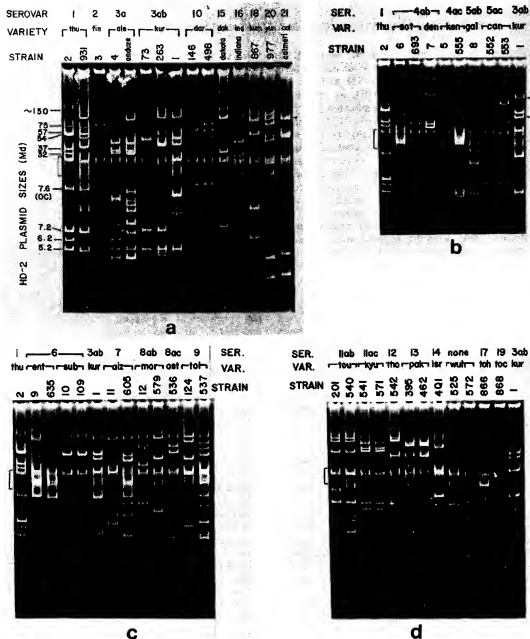 SEROVAR 1 2 3a 3ab 10 15 16 18 20 21
VARIETY thu fin ale kur dar dak ind kum yun col
STRAIN 2 931 3 4 andaze 73 263 1 146 498 dakota indiana 867 977 colmeri
~150
75
HD-2 PLASMID SIZES (Md)
7.6
(OC)
7.2
6.2
5.2
a
SER. 1 4ab 4ac 5ab 5ac 3ab
VAR. thu sot den ken gal can kur
STRAIN 2 6 693 7 5 555 8 552 553 1
b
1 6 3ab 7 8ab 8ac 9 SER.
thu ent sub kur aiz mor ost tol VAR.
2 9 635 10 109 1 11 605 12 579 536 124 537 STRAIN
c
SER. 11ab 11ac 12 13 14 none 17 19 3ab
VAR. tou kyu tho pak isr wuh toh toc kur
STRAIN 201 540 541 571 542 395 462 401 525 572 866 868 1
d